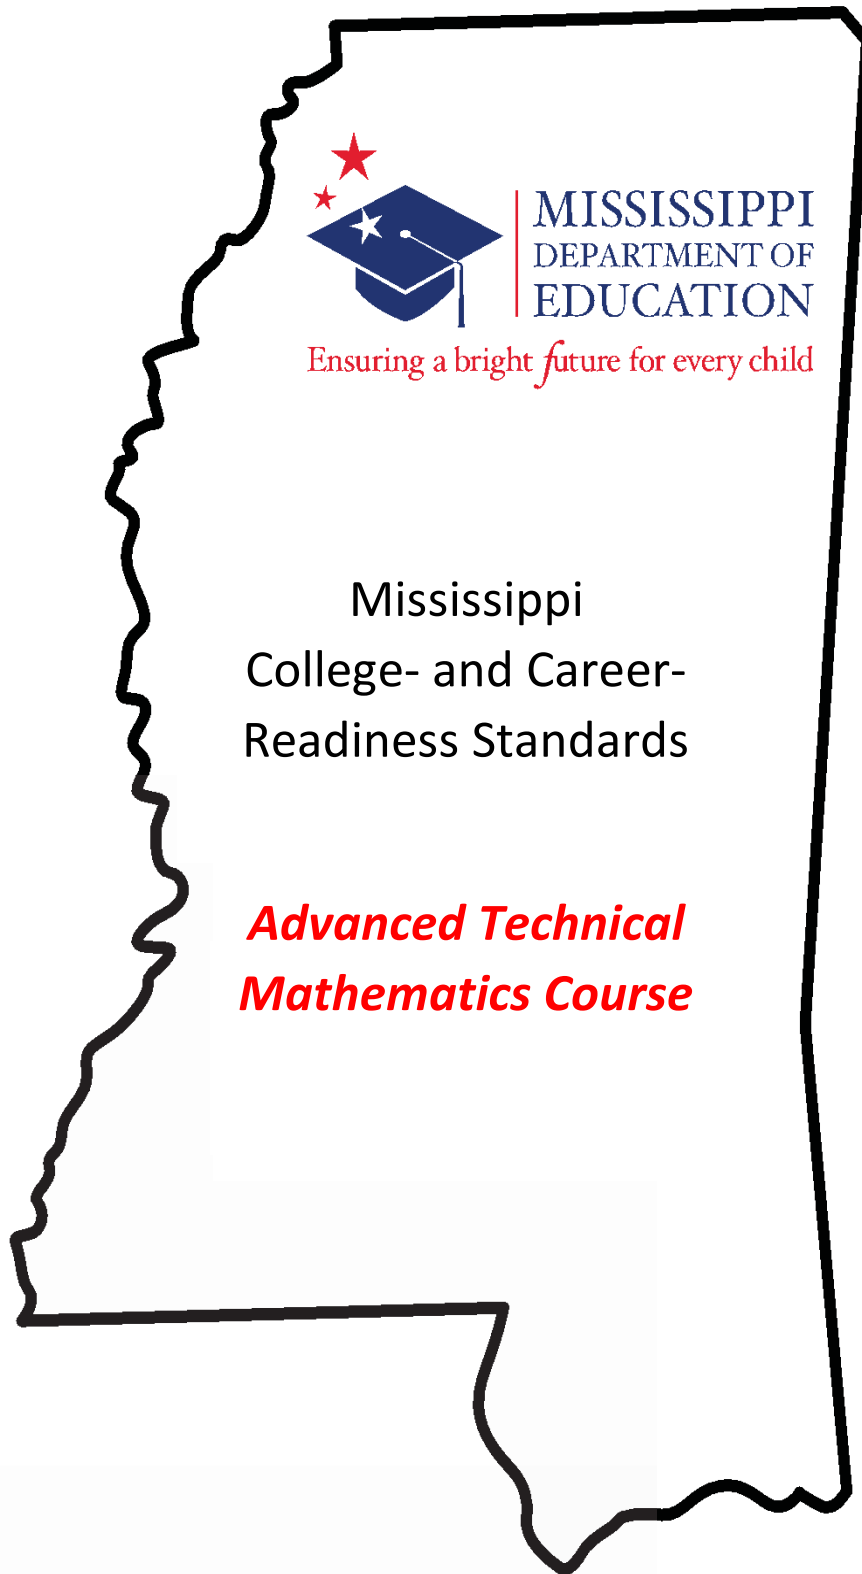 MISSISSIPPI
DEPARTMENT OF
EDUCATION
Ensuring a bright future for every child
Mississippi
College- and Career-
Readiness Standards
Advanced Technical
Mathematics Course